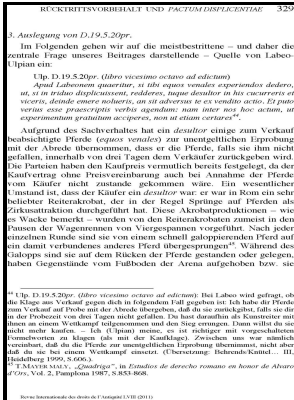 RÜCKTRITTSVORBEHALT UND PACTUM DISPLICENTIAE 329
3. Auslegung von D.19.5.20pr.
Im Folgenden gehen wir auf die meistbestrittene – und daher die
zentrale Frage unseres Beitrages darstellende – Quelle von Labeo-
Ulpian ein:
Ulp. D.19.5.20pr. (libro vicesimo octavo ad edictum)
Apud Labeonem quaeritur, si tibi equos venales experiendos dedero,
ut, si in triduo displicuissent, redderes, tuque desultor in his cucurreris et
viceris, deinde emere nolueris, an sit adversus te ex vendito actio. Et puto
verius esse praescriptis verbis agendum: nam inter nos hoc actum, ut
experimentum gratuitum acciperes, non ut etiam certares44.
Aufgrund des Sachverhaltes hat ein desultor einige zum Verkauf
beabsichtigte Pferde (equos venales) zur unentgeltlichen Erprobung
mit der Abrede übernommen, dass er die Pferde, falls sie ihm nicht
gefallen, innerhalb von drei Tagen dem Verkäufer zurückgeben wird.
Die Parteien haben den Kaufpreis vermutlich bereits festgelegt, da der
Kaufvertrag ohne Preisvereinbarung auch bei Annahme der Pferde
vom Käufer nicht zustande gekommen wäre. Ein wesentlicher
Umstand ist, dass der Käufer ein desultor war: er war in Rom ein sehr
beliebter Reiterakrobat, der in der Regel Sprünge auf Pferden als
Zirkusattraktion durchgeführt hat. Diese Akrobatproduktionen – wie
es Wacke bemerkt – wurden von den Reiterakrobaten zumeist in den
Pausen der Wagenrennen von Viergespannen vorgeführt. Nach jeder
einzelnen Runde sind sie von einem schnell galoppierenden Pferd auf
ein damit verbundenes anderes Pferd übergesprungen45. Während des
Galopps sind sie auf dem Rücken der Pferde gestanden oder gelegen,
haben Gegenstände vom Fußboden der Arena aufgehoben bzw. sie
44 Ulp. D.19.5.20pr. (libro vicesimo octavo ad edictum): Bei Labeo wird gefragt, ob
die Klage aus Verkauf gegen dich in folgendem Fall gegeben ist: Ich habe dir Pferde
zum Verkauf auf Probe mit der Abrede übergeben, daß du sie zurückgibst, falls sie dir
in der Probezeit von drei Tagen nicht gefallen. Du hast daraufhin als Kunstreiter mit
ihnen an einem Wettkampf teilgenommen und den Sieg errungen. Dann willst du sie
nicht mehr kaufen. – Ich (Ulpian) meine, es ist richtiger mit vorgeschalteten
Formelworten zu klagen (als mit der Kaufklage). Zwischen uns war nämlich
vereinbart, daß du die Pferde zur unentgeltlichen Erprobung übernimmst, nicht aber
daß du sie bei einem Wettkampf einsetzt. (Übersetzung: Behrends/Knütel... III,
Heidelberg 1999, S.606.).
45 T.MAYER MALY, „Quadriga”, in Estudios de derecho romano en honor de Alvaro
d'Ors, Vol. 2, Pamplona 1987, S.853-868.
Revue Internationale des droits de l'Antiquité LVIII (2011)